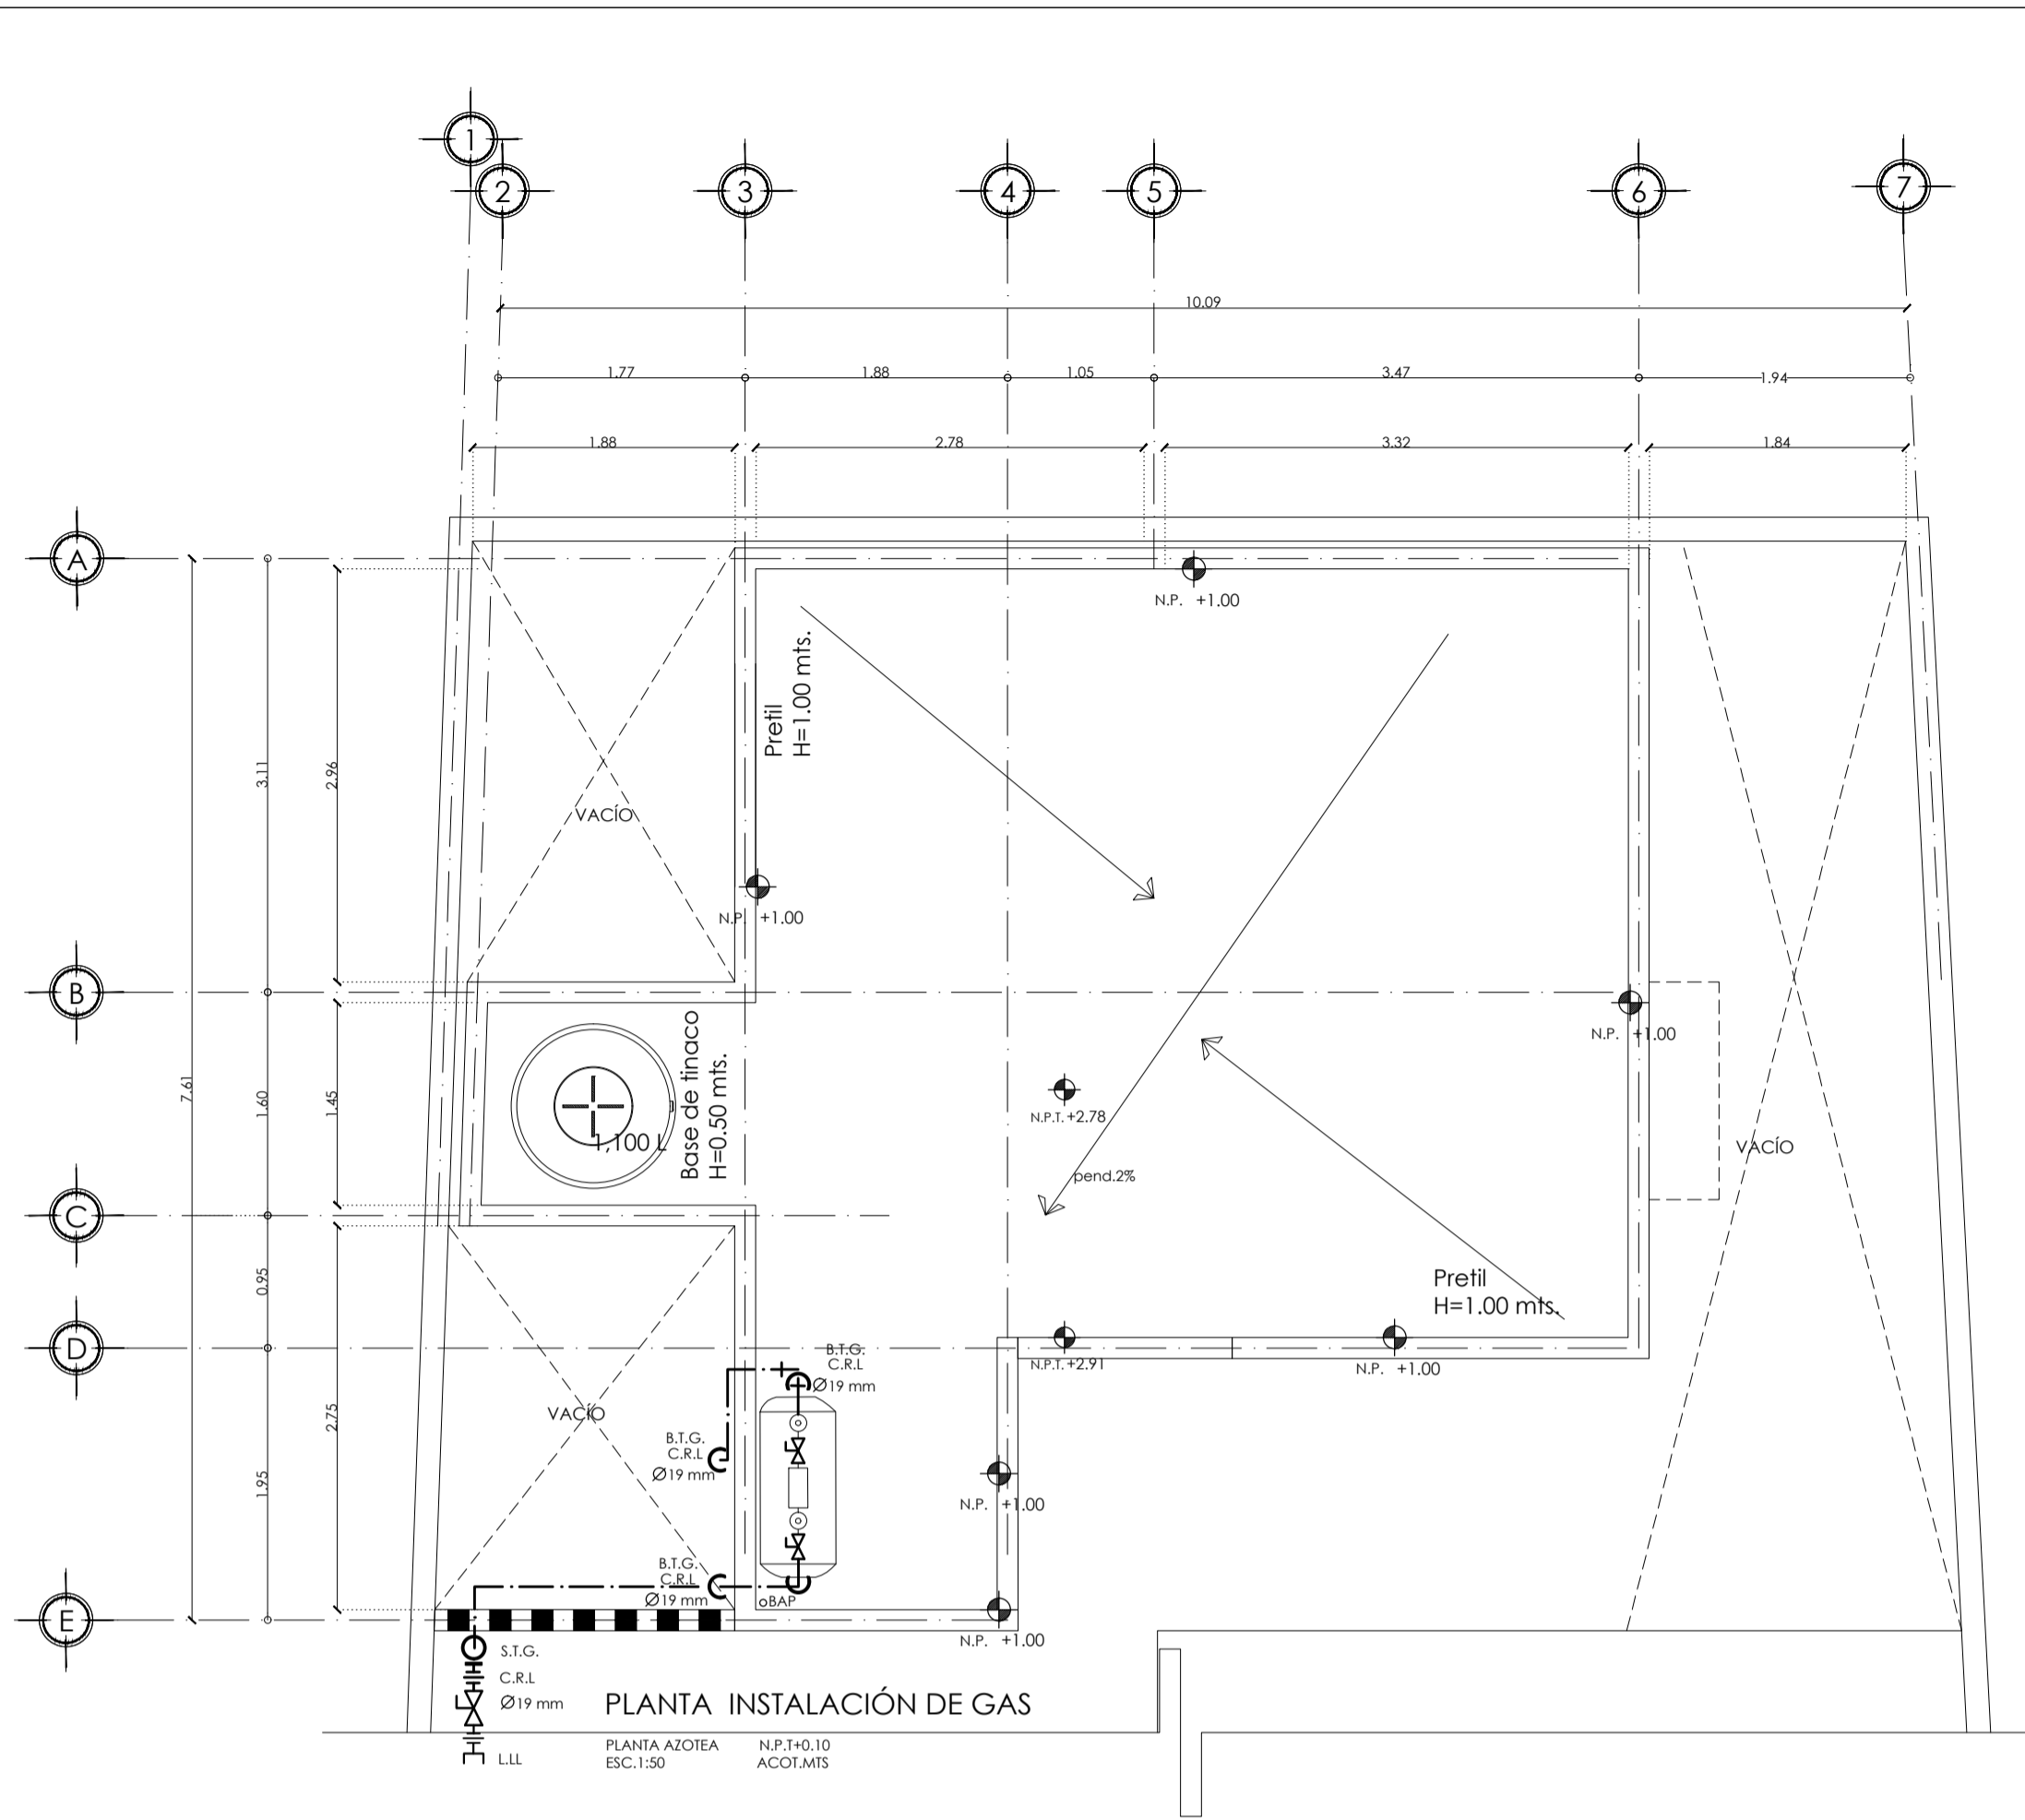 1
2
3
4
5
6
7
10.09
1.77
1.88
1.05
3.47
1.94
1.88
2.78
3.32
1.84
A
B
C
D
E
7.61
3.11
1.60
0.95
1.95
2.96
1.45
2.75
N.P. +1.00
Pretil
H=1.00 mts.
VACÍO
N.P. +1.00
Base de tinaco
H=0.50 mts.
1,100 L
N.P. +1.00
N.P.T. +2.78
VACÍO
pend.2%
Pretil
H=1.00 mts.
N.P.T. +2.91
N.P. +1.00
B.T.G.
C.R.L
Ø19 mm
VACÍO
B.T.G.
C.R.L
Ø19 mm
N.P. +1.00
B.T.G.
C.R.L
Ø19 mm
BAP
N.P. +1.00
S.T.G.
C.R.L
Ø19 mm
L.LL
PLANTA INSTALACIÓN DE GAS
PLANTA AZOTEA N.P.T+0.10
ESC.1:50 ACOT.MTS